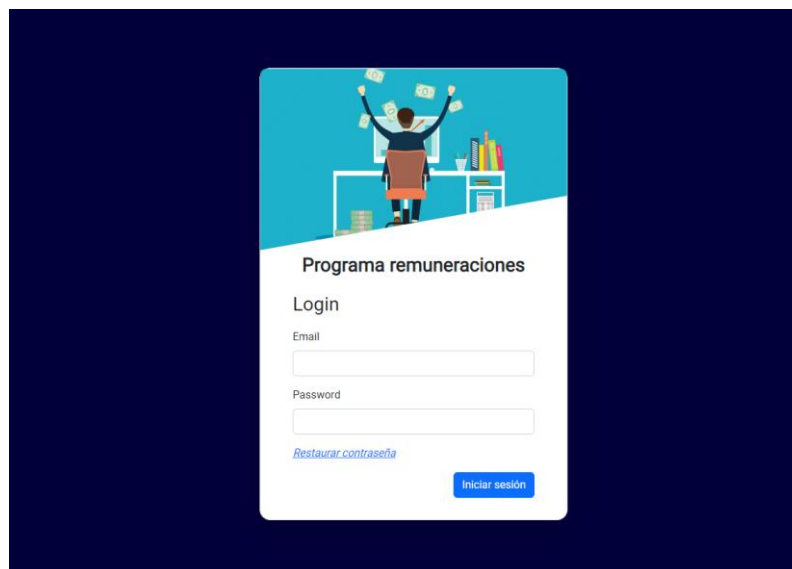 Programa remuneraciones
Login
Email
Password
Restaurar contraseña
Iniciar sesión